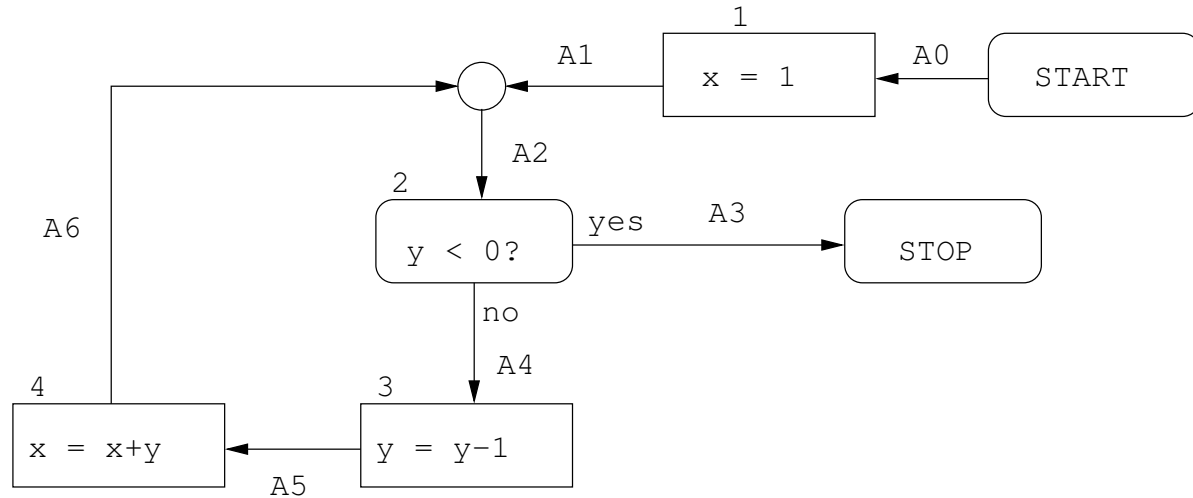 1
A1
A0
x = 1
START
A2
2
yes
A3
A6
y < 0?
STOP
no
A4
4
3
x = x+y
y = y−1
A5